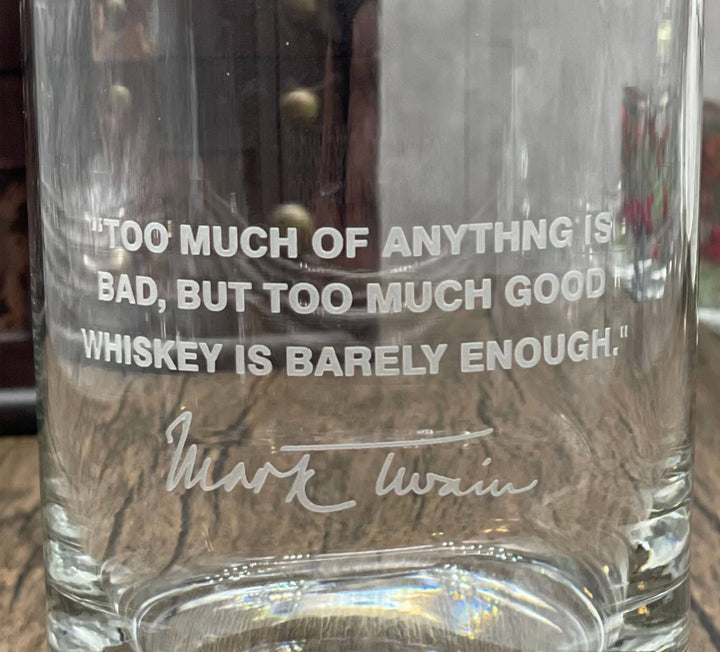 "TOO MUCH OF ANYTHNG IS
BAD, BUT TOO MUCH GOOD
WHISKEY IS BARELY ENOUGH."
Mark Twain